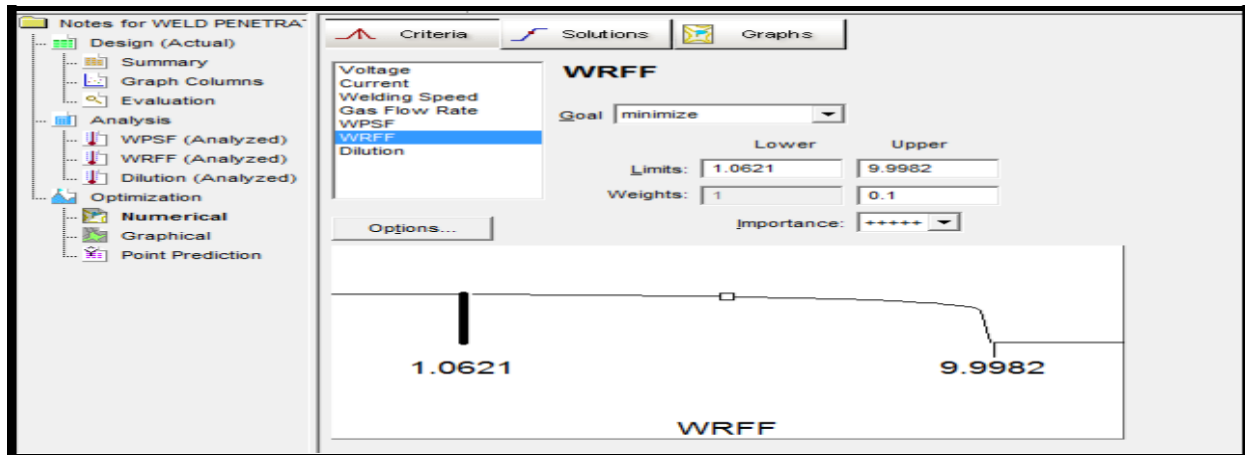 Notes for WELD PENETRA
Design (Actual)
Summary
Graph Columns
Evaluation
Analysis
WPSF (Analyzed)
WRFF (Analyzed)
Dilution (Analyzed)
Optimization
Numerical
Graphical
Point Prediction
Criteria Solutions Graphs
Voltage
Current
Welding Speed
Gas Flow Rate
WPSF
WRFF
Dilution
Options...
WRFF
Goal minimize
Lower Upper
Limits: 1.0621 9.9982
Weights: 1 0.1
Importance: +++++
1.0621 9.9982
WRFF